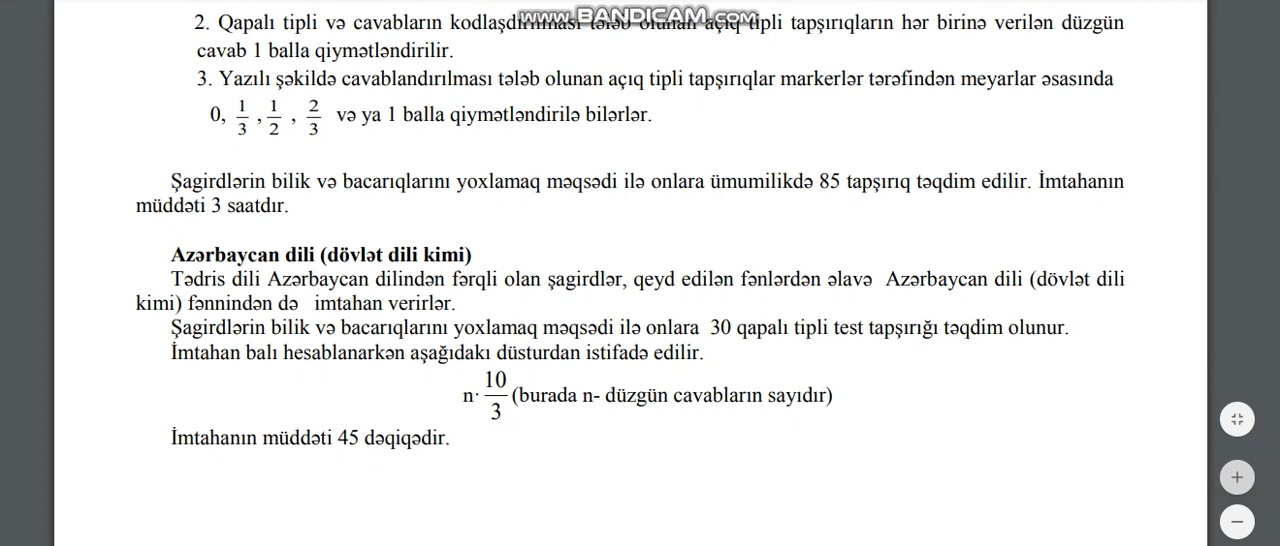 www.BANDICAM.com
2. Qapalı tipli və cavabların kodlaşdırılması tələb olunan açıq tipli tapşırıqların hər birinə verilən düzgün
cavab 1 balla qiymətləndirilir.
3. Yazılı şəkildə cavablandırılması tələb olunan açıq tipli tapşırıqlar markerlər tərəfindən meyarlar əsasında
0, 1/3 , 1/2 , 2/3 və ya 1 balla qiymətləndirilə bilərlər.
Şagirdlərin bilik və bacarıqlarını yoxlamaq məqsədi ilə onlara ümumilikdə 85 tapşırıq təqdim edilir. İmtahanın
müddəti 3 saatdır.
Azərbaycan dili (dövlət dili kimi)
Tədris dili Azərbaycan dilindən fərqli olan şagirdlər, qeyd edilən fənlərdən əlavə Azərbaycan dili (dövlət dili
kimi) fənnindən də imtahan verirlər.
Şagirdlərin bilik və bacarıqlarını yoxlamaq məqsədi ilə onlara 30 qapalı tipli test tapşırığı təqdim olunur.
İmtahan balı hesablanarkən aşağıdakı düsturdan istifadə edilir.
n· 10/3 (burada n- düzgün cavabların sayıdır)
İmtahanın müddəti 45 dəqiqədir.